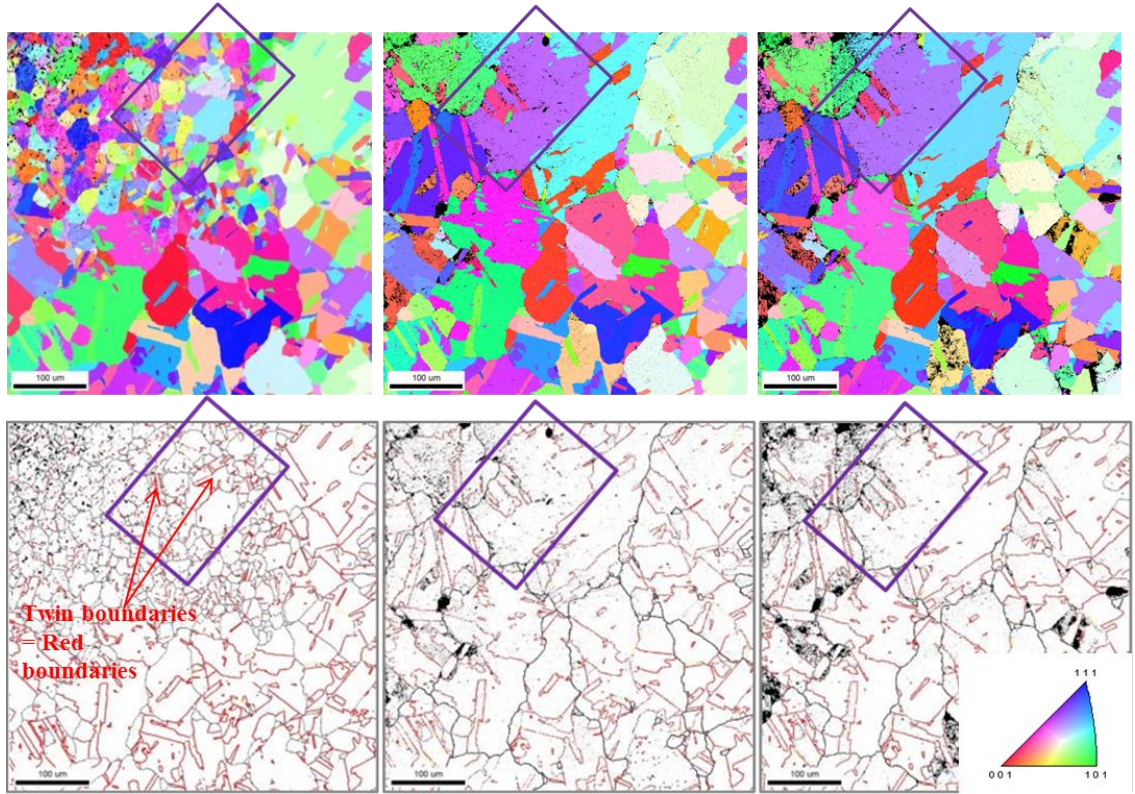 100 um
100 um
100 um
Twin boundaries
= Red
boundaries
100 um
100 um
100 um
1 1 1
0 0 1
1 0 1